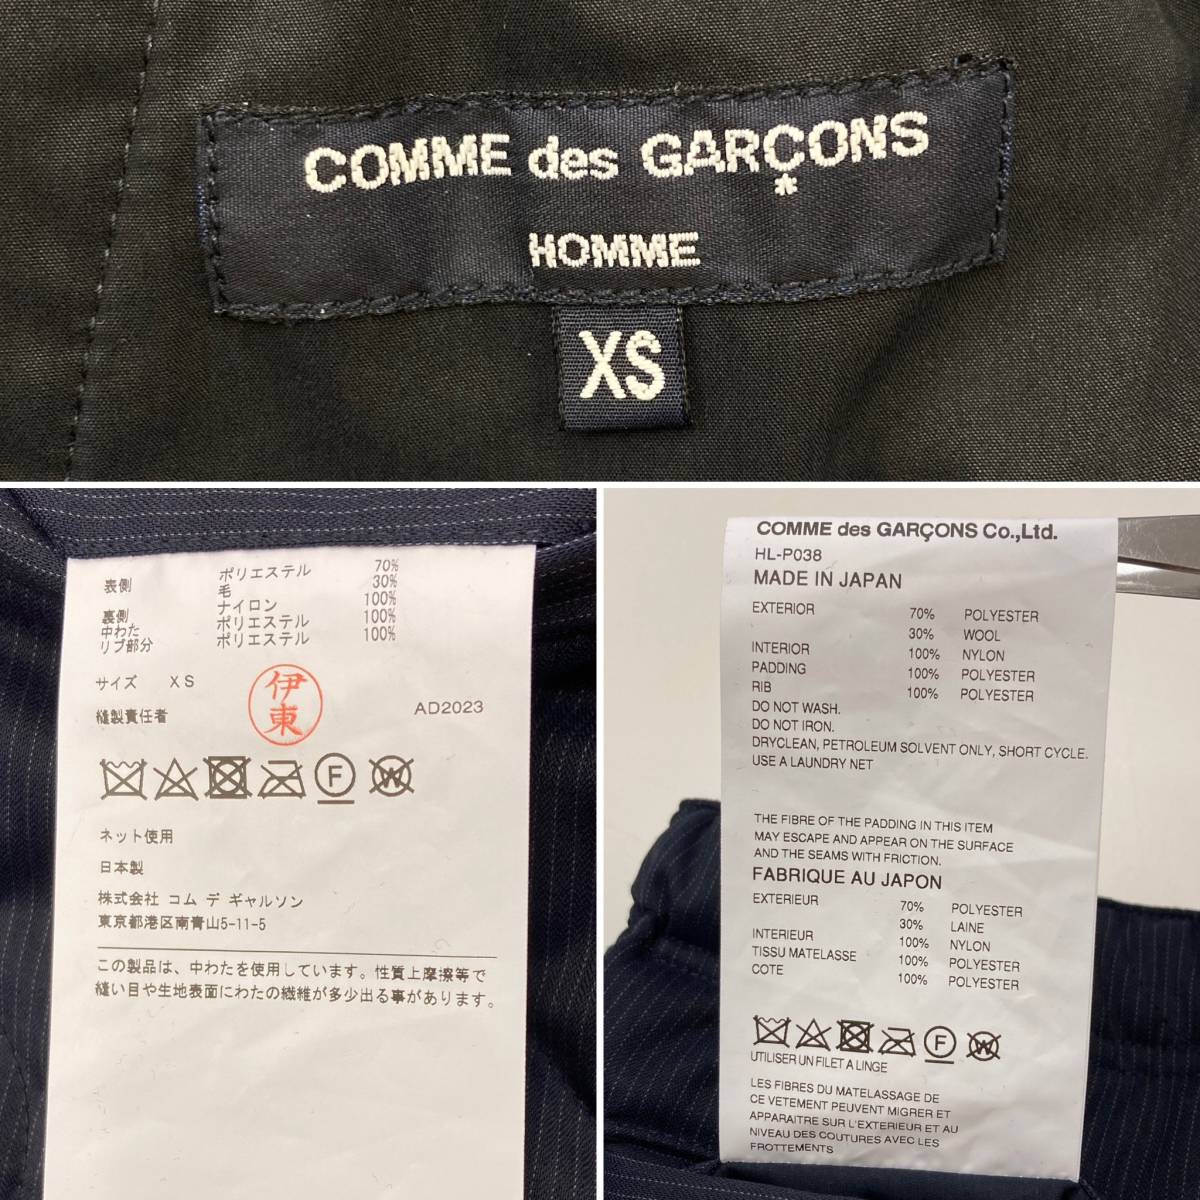 COMME des GARÇONS
HOMME
XS
表側 ポリエステル 70%
毛 30%
裏側 ナイロン 100%
中わた ポリエステル 100%
リブ部分 ポリエステル 100%
サイズ XS
縫製責任者 伊東 AD2023
F W
ネット使用
日本製
株式会社 コム デ ギャルソン
東京都港区南青山5-11-5
この製品は、中わたを使用しています。性質上摩擦等で
縫い目や生地表面にわたの繊維が多少出る事があります。
COMME des GARÇONS Co.,Ltd.
HL-P038
MADE IN JAPAN
EXTERIOR 70% POLYESTER
30% WOOL
INTERIOR 100% NYLON
PADDING 100% POLYESTER
RIB 100% POLYESTER
DO NOT WASH.
DO NOT IRON.
DRYCLEAN, PETROLEUM SOLVENT ONLY, SHORT CYCLE.
USE A LAUNDRY NET
THE FIBRE OF THE PADDING IN THIS ITEM
MAY ESCAPE AND APPEAR ON THE SURFACE
AND THE SEAMS WITH FRICTION.
FABRIQUE AU JAPON
EXTERIEUR 70% POLYESTER
30% LAINE
INTERIEUR 100% NYLON
TISSU MATELASSE 100% POLYESTER
COTE 100% POLYESTER
F W
UTILISER UN FILET A LINGE
LES FIBRES DU MATELASSAGE DE
CE VETEMENT PEUVENT MIGRER ET
APPARAITRE SUR L'EXTERIEUR ET AU
NIVEAU DES COUTURES AVEC LES
FROTTEMENTS